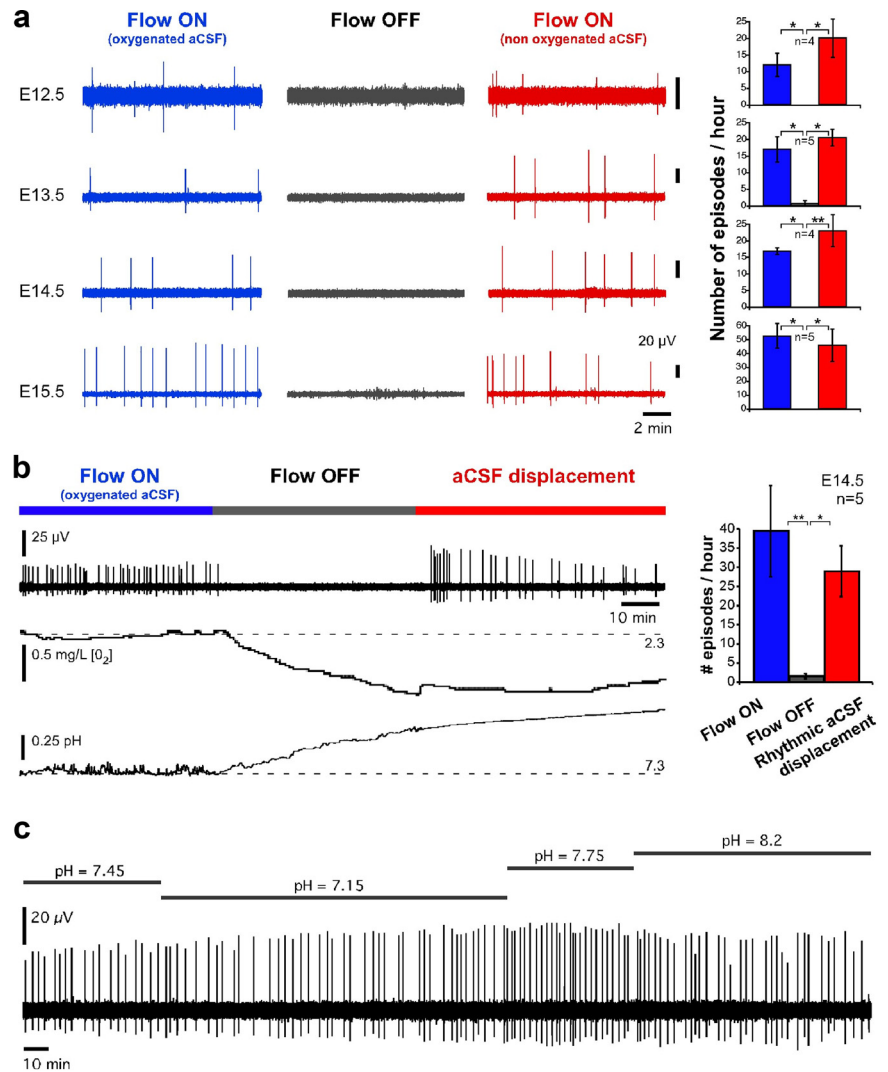 a
Flow ON
(oxygenated aCSF)
Flow OFF
Flow ON
(non oxygenated aCSF)
E12.5
E13.5
E14.5
E15.5
20 µV
2 min
Number of episodes / hour
25
20
15
10
5
0
* *
n=4
25
20
15
10
5
0
* *
n=5
25
20
15
10
5
0
* **
n=4
60
50
40
30
20
10
0
* *
n=5
b
Flow ON
(oxygenated aCSF)
Flow OFF
aCSF displacement
25 µV
10 min
2.3
0.5 mg/L [0₂]
0.25 pH
7.3
E14.5
n=5
** *
# episodes / hour
40
35
30
25
20
15
10
5
0
Flow ON
Flow OFF
Rhythmic aCSF
displacement
c
pH = 7.45
pH = 7.15
pH = 7.75
pH = 8.2
20 µV
10 min